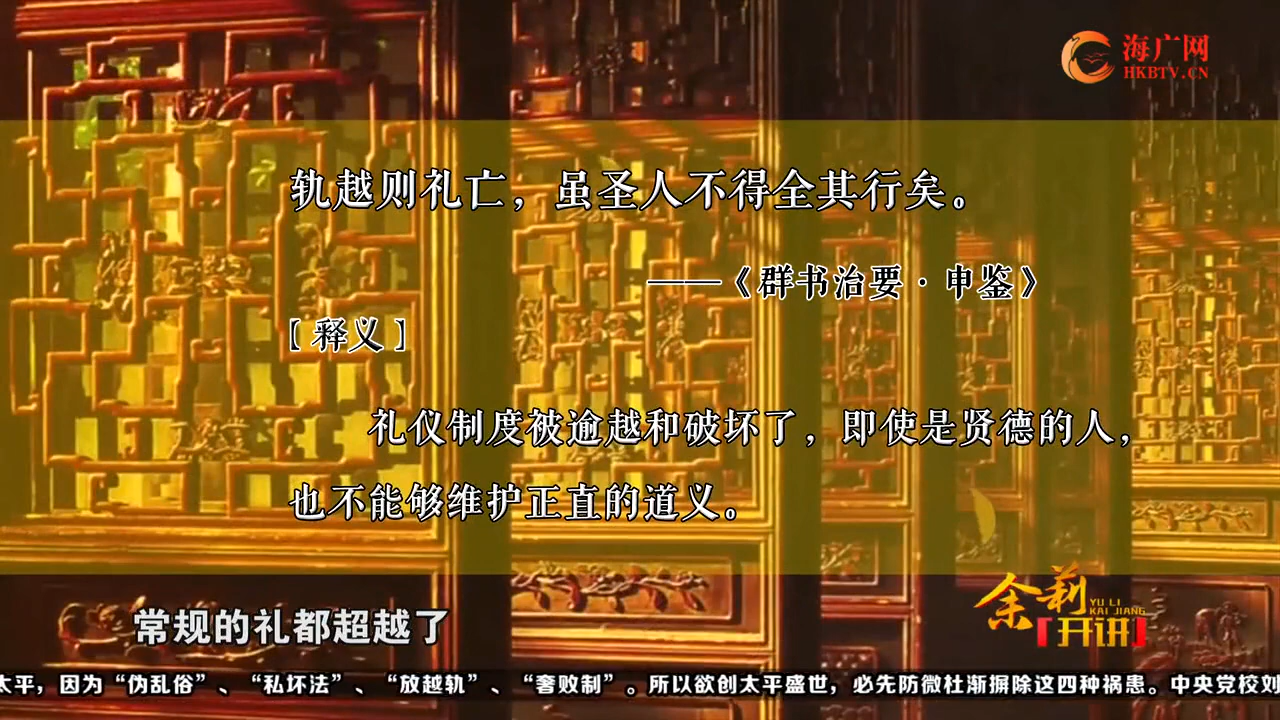 海广网
HKBTV.CN
轨越则礼亡，虽圣人不得全其行矣。
——《群书治要·申鉴》
【释义】
礼仪制度被逾越和破坏了，即使是贤德的人，
也不能够维护正直的道义。
余莉
YU LI
KAI JIANG
【开讲】
常规的礼都超越了
太平，因为“伪乱俗”、“私坏法”、“放越轨”、“奢败制”。所以欲创太平盛世，必先防微杜渐摒除这四种祸患。中央党校刘